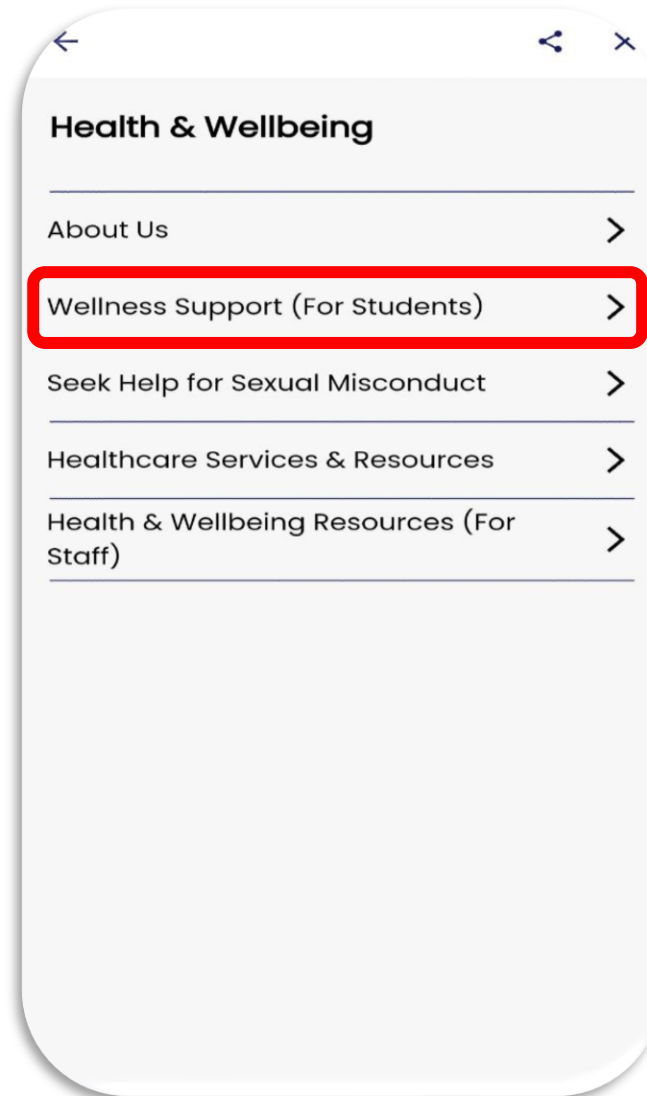 Health & Wellbeing
About Us
Wellness Support (For Students)
Seek Help for Sexual Misconduct
Healthcare Services & Resources
Health & Wellbeing Resources (For
Staff)